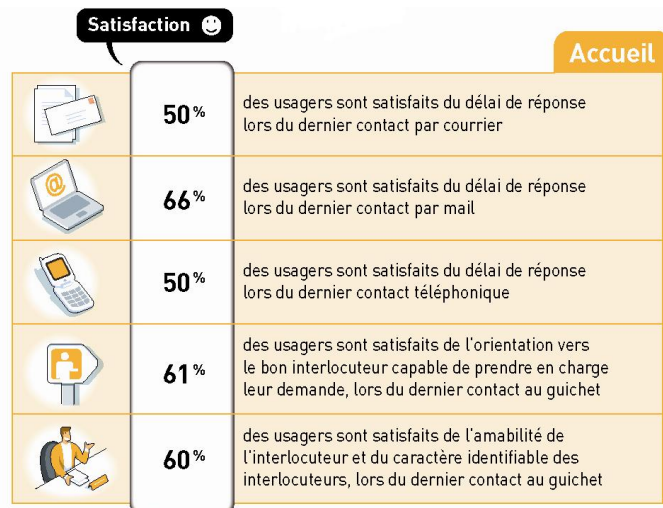 Satisfaction
Accueil
50%
des usagers sont satisfaits du délai de réponse
lors du dernier contact par courrier
66%
des usagers sont satisfaits du délai de réponse
lors du dernier contact par mail
50%
des usagers sont satisfaits du délai de réponse
lors du dernier contact téléphonique
61%
des usagers sont satisfaits de l'orientation vers
le bon interlocuteur capable de prendre en charge
leur demande, lors du dernier contact au guichet
60%
des usagers sont satisfaits de l'amabilité de
l'interlocuteur et du caractère identifiable des
interlocuteurs, lors du dernier contact au guichet